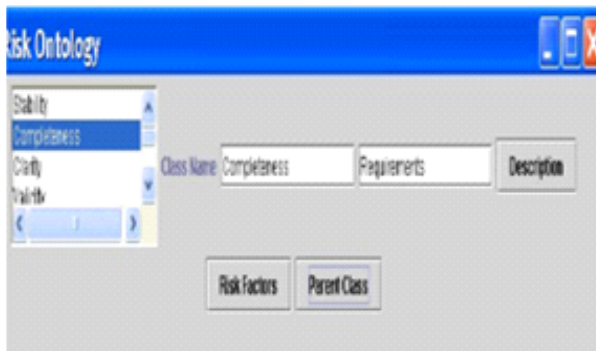 Risk Ontology
Stability
Completeness
Clarity
Validity
Class Name Completeness Requirements Description
Risk Factors Parent Class